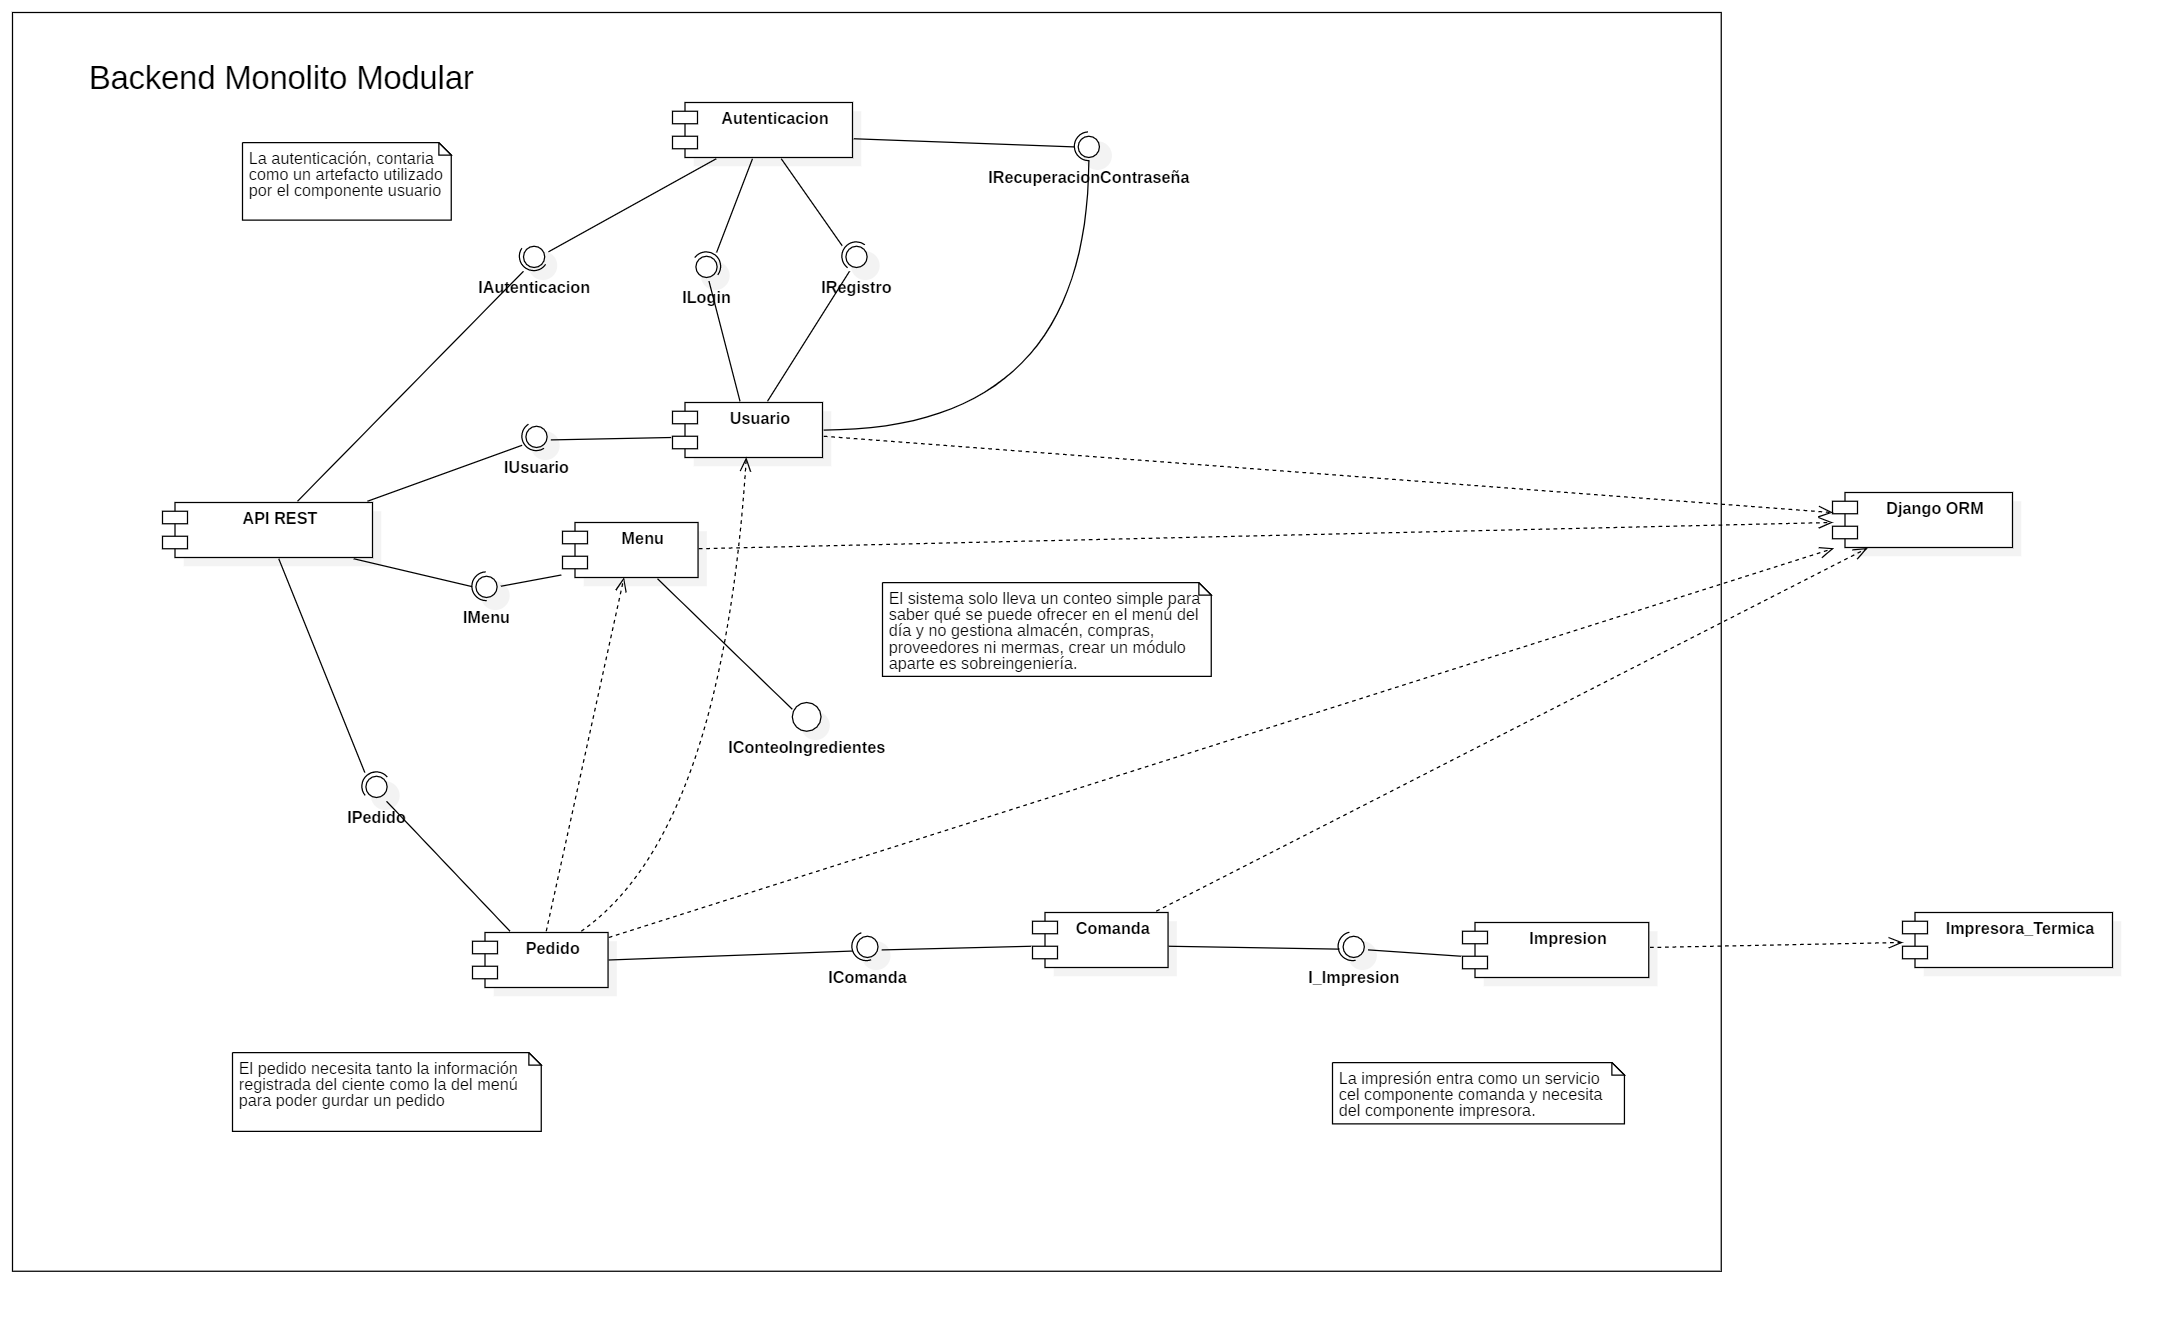 Backend Monolito Modular
Autenticacion
La autenticación, contaria
como un artefacto utilizado
por el componente usuario
IRecuperacionContraseña
IAutenticacion
ILogin
IRegistro
Usuario
IUsuario
API REST
Menu
Django ORM
IMenu
El sistema solo lleva un conteo simple para
saber qué se puede ofrecer en el menú del
día y no gestiona almacén, compras,
proveedores ni mermas, crear un módulo
aparte es sobreingeniería.
IConteoIngredientes
IPedido
Pedido
IComanda
Comanda
I_Impresion
Impresion
Impresora_Termica
El pedido necesita tanto la información
registrada del ciente como la del menú
para poder gurdar un pedido
La impresión entra como un servicio
cel componente comanda y necesita
del componente impresora.